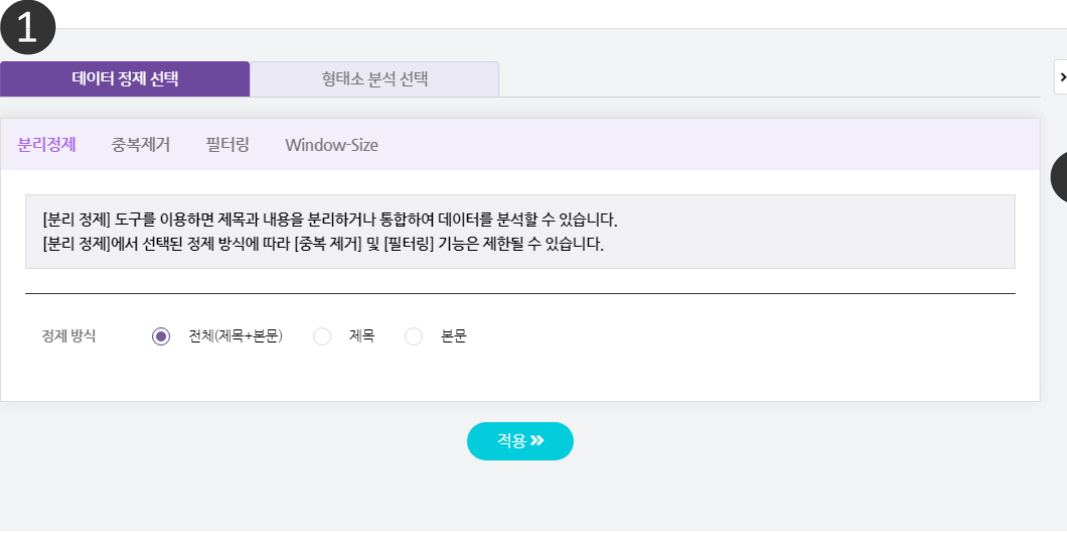 1
데이터 정제 선택 형태소 분석 선택
분리정제 중복제거 필터링 Window-Size
[분리 정제] 도구를 이용하면 제목과 내용을 분리하거나 통합하여 데이터를 분석할 수 있습니다.
[분리 정제]에서 선택된 정제 방식에 따라 [중복 제거] 및 [필터링] 기능은 제한될 수 있습니다.
정제 방식 전체(제목+본문) 제목 본문
적용 »